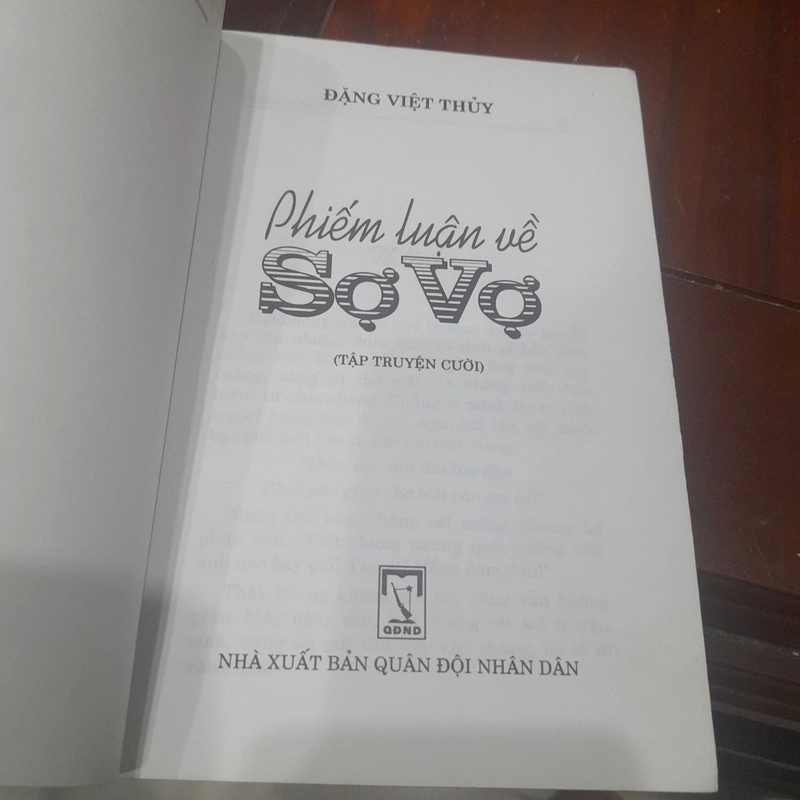 ĐẶNG VIỆT THỦY
Phiếm luận về
Sợ Vợ
(TẬP TRUYỆN CƯỜI)
QĐND
NHÀ XUẤT BẢN QUÂN ĐỘI NHÂN DÂN